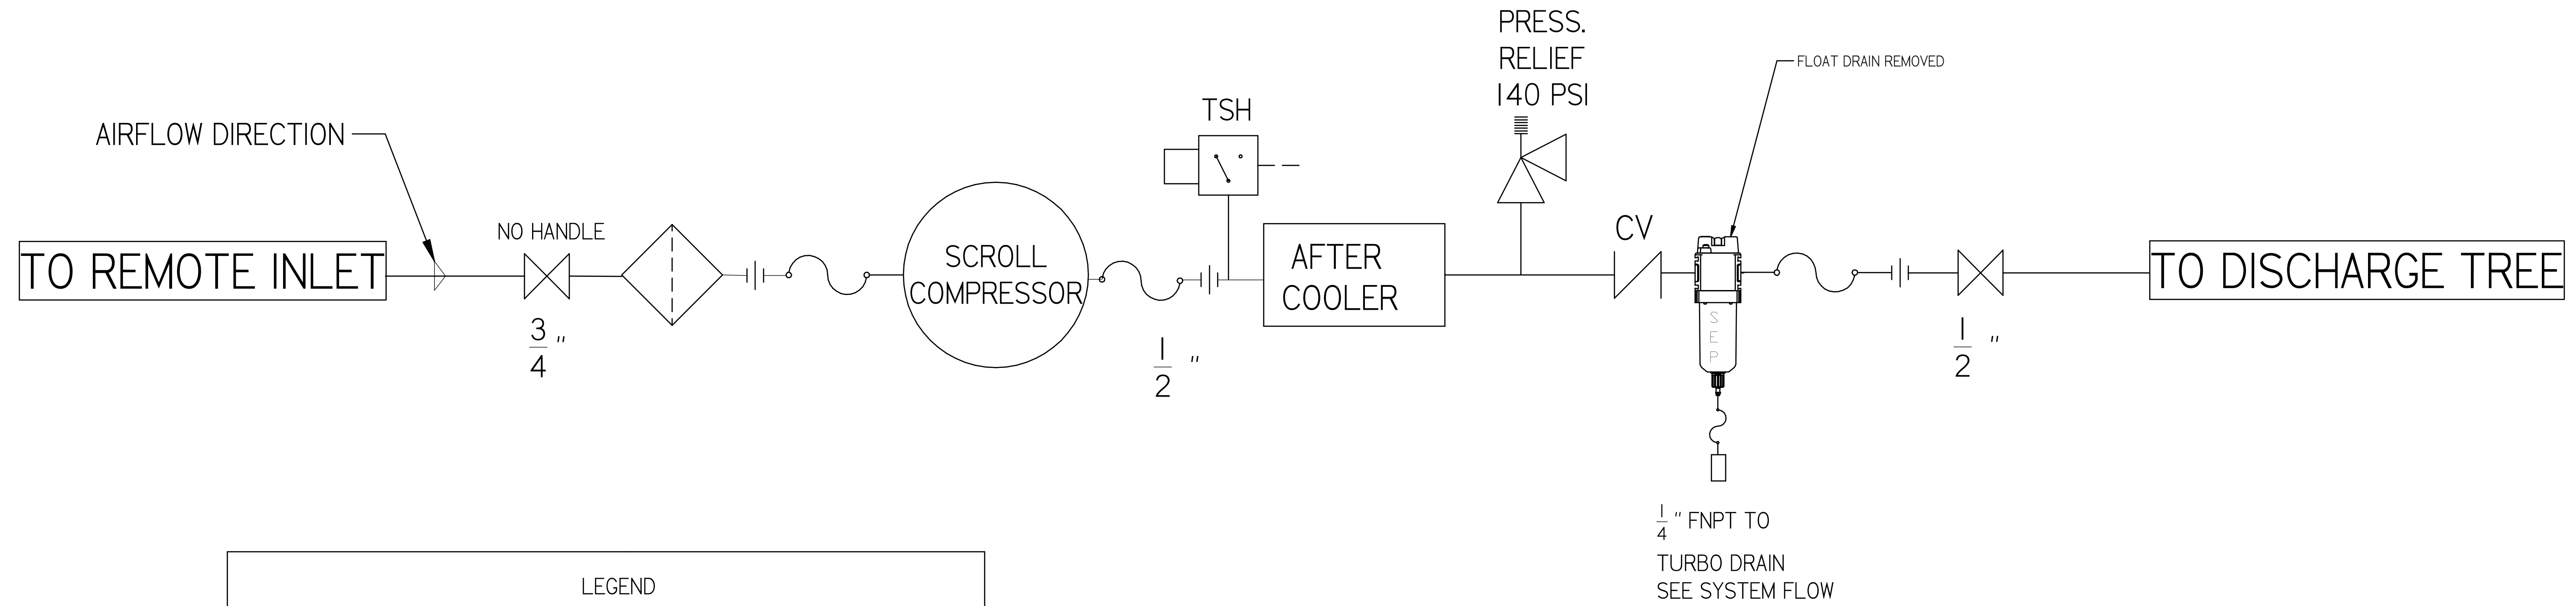 PRESS.
RELIEF
140 PSI
FLOAT DRAIN REMOVED
TSH
AIRFLOW DIRECTION
NO HANDLE
CV
TO REMOTE INLET
SCROLL
COMPRESSOR
AFTER
COOLER
TO DISCHARGE TREE
S
E
P
3/4 "
1/2 "
1/2 "
1/4 " FNPT TO
TURBO DRAIN
SEE SYSTEM FLOW
LEGEND